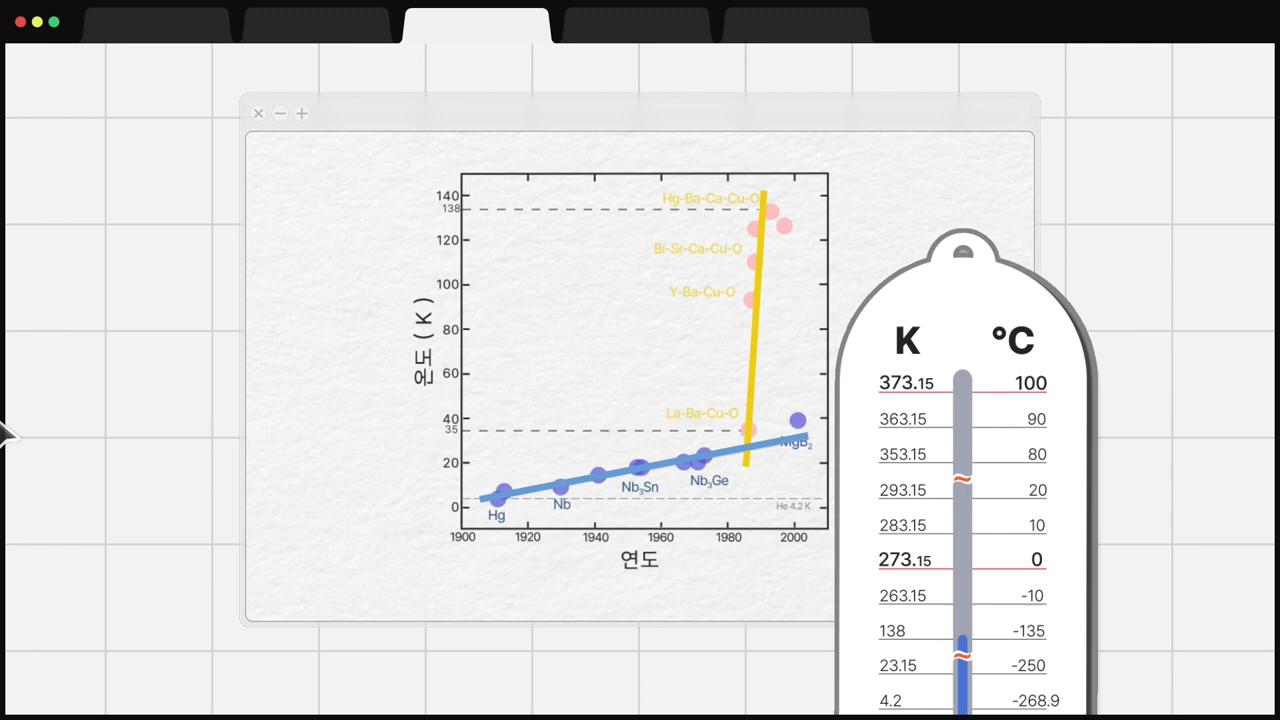 140
138
120
100
80
60
40
35
20
0
온도 ( K )
Hg-Ba-Ca-Cu-O
Bi-Sr-Ca-Cu-O
Y-Ba-Cu-O
La-Ba-Cu-O
MgB₂
Nb₃Sn
Nb₃Ge
Nb
Hg
He 4.2 K
1900 1920 1940 1960 1980 2000
연도
K °C
373.15 100
363.15 90
353.15 80
293.15 20
283.15 10
273.15 0
263.15 -10
138 -135
23.15 -250
4.2 -268.9